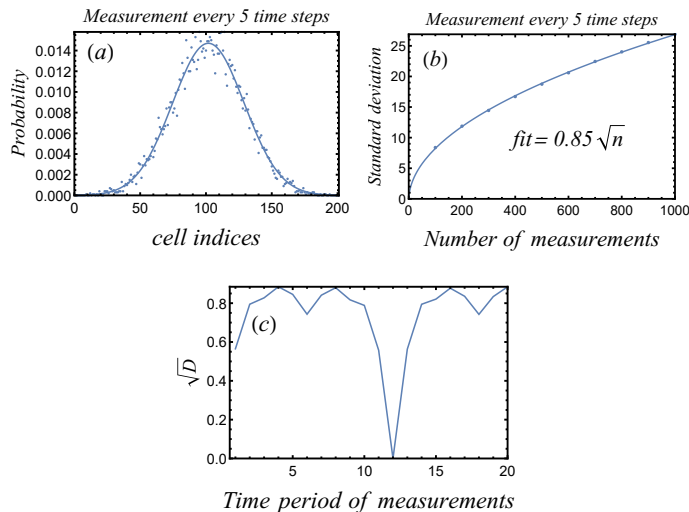 Measurement every 5 time steps
Measurement every 5 time steps
(a)
Probability
0.014
0.012
0.010
0.008
0.006
0.004
0.002
0.000
0 50 100 150 200
cell indices
(b)
Standard deviation
25
20
15
10
5
0
fit = 0.85 √n
0 200 400 600 800 1000
Number of measurements
(c)
√D
0.8
0.6
0.4
0.2
0.0
5 10 15 20
Time period of measurements